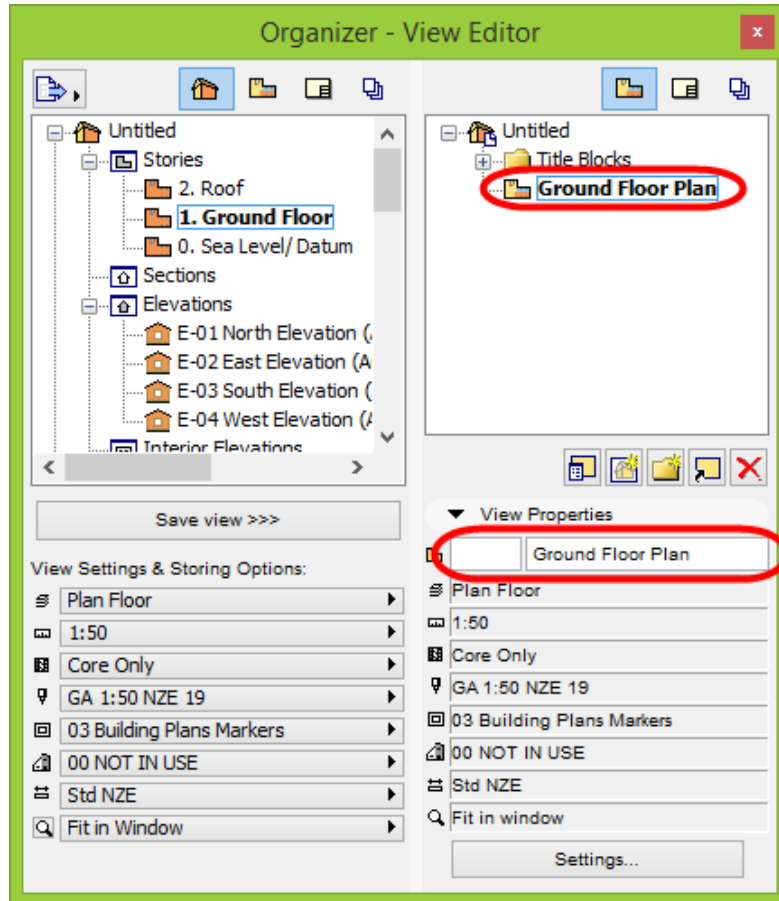 Organizer - View Editor
x
Untitled
Stories
2. Roof
1. Ground Floor
0. Sea Level/ Datum
Sections
Elevations
E-01 North Elevation (
E-02 East Elevation (A
E-03 South Elevation (
E-04 West Elevation (A
Interior Elevations
Save view >>>
View Settings & Storing Options:
Plan Floor
1:50
Core Only
GA 1:50 NZE 19
03 Building Plans Markers
00 NOT IN USE
Std NZE
Fit in Window
Untitled
Title Blocks
Ground Floor Plan
View Properties
Ground Floor Plan
Plan Floor
1:50
Core Only
GA 1:50 NZE 19
03 Building Plans Markers
00 NOT IN USE
Std NZE
Fit in window
Settings...